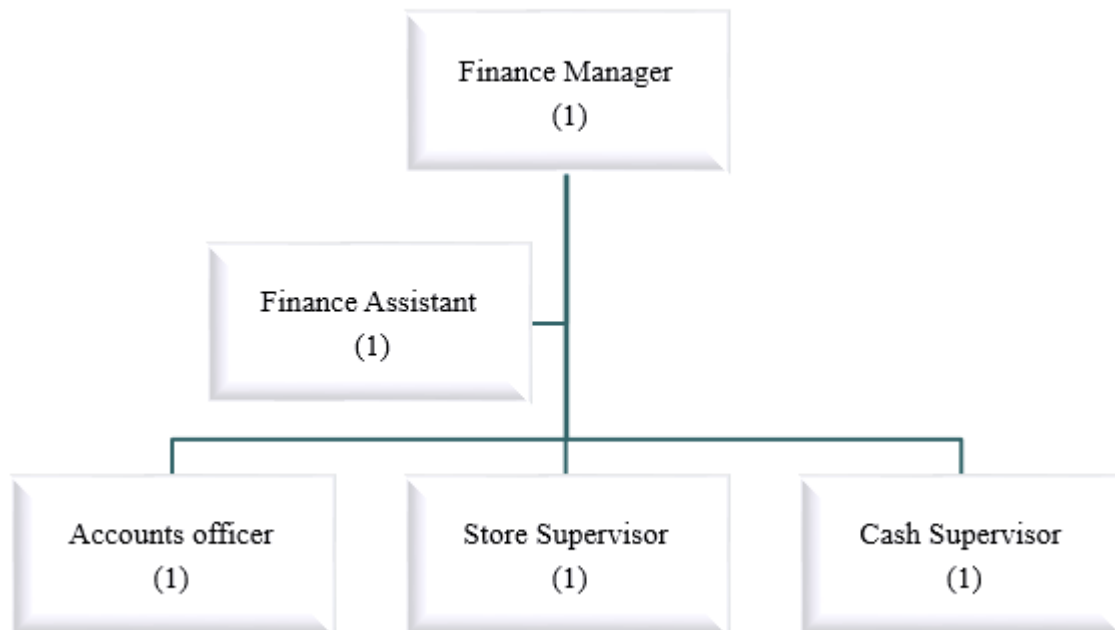 Finance Manager
(1)
Finance Assistant
(1)
Accounts officer
(1)
Store Supervisor
(1)
Cash Supervisor
(1)